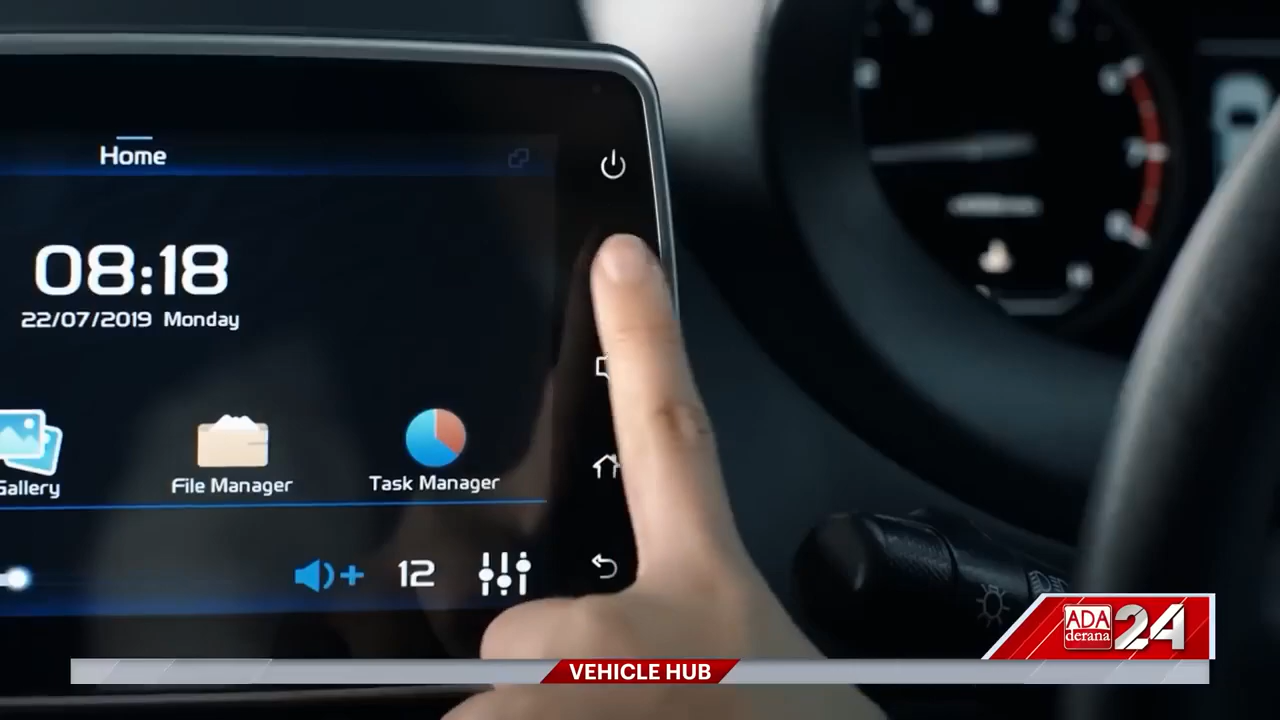 Home
08:18
22/07/2019 Monday
Gallery
File Manager
Task Manager
12
ADA
derana
24
VEHICLE HUB